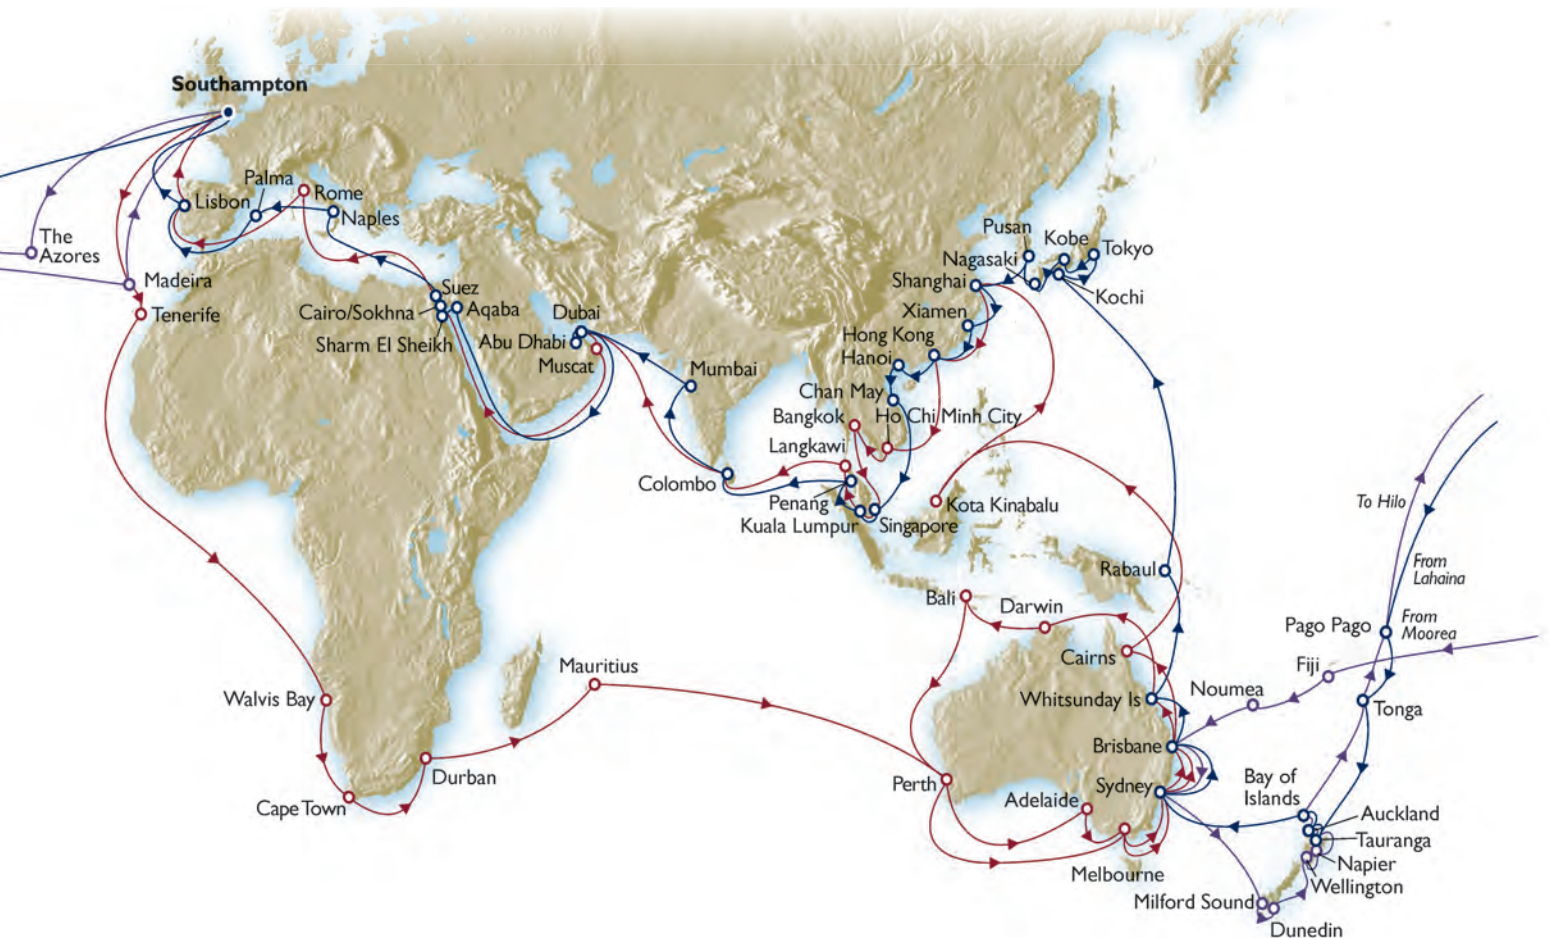 Southampton
Palma
Rome
Lisbon
Naples
The
Azores
Madeira
Tenerife
Suez
Cairo/Sokhna
Aqaba
Sharm El Sheikh
Dubai
Abu Dhabi
Muscat
Mumbai
Colombo
Pusan
Kobe
Tokyo
Nagasaki
Shanghai
Kochi
Xiamen
Hong Kong
Hanoi
Chan May
Bangkok
Ho Chi Minh City
Langkawi
Penang
Kota Kinabalu
Kuala Lumpur
Singapore
To Hilo
From
Lahaina
Rabaul
Bali
Darwin
Pago Pago
From
Moorea
Cairns
Fiji
Mauritius
Walvis Bay
Whitsunday Is
Noumea
Tonga
Brisbane
Durban
Perth
Sydney
Bay of
Islands
Cape Town
Adelaide
Auckland
Tauranga
Napier
Melbourne
Wellington
Milford Sound
Dunedin